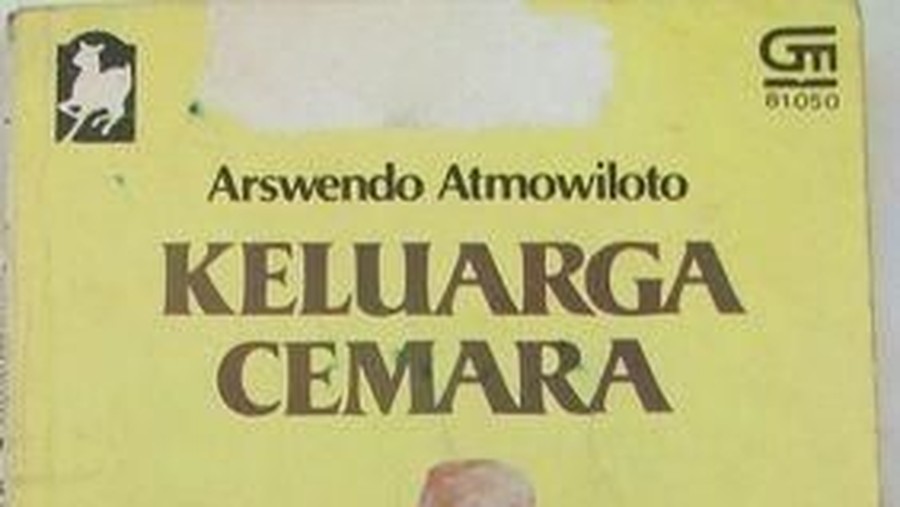 GM
81050
Arswendo Atmowiloto
KELUARGA
CEMARA